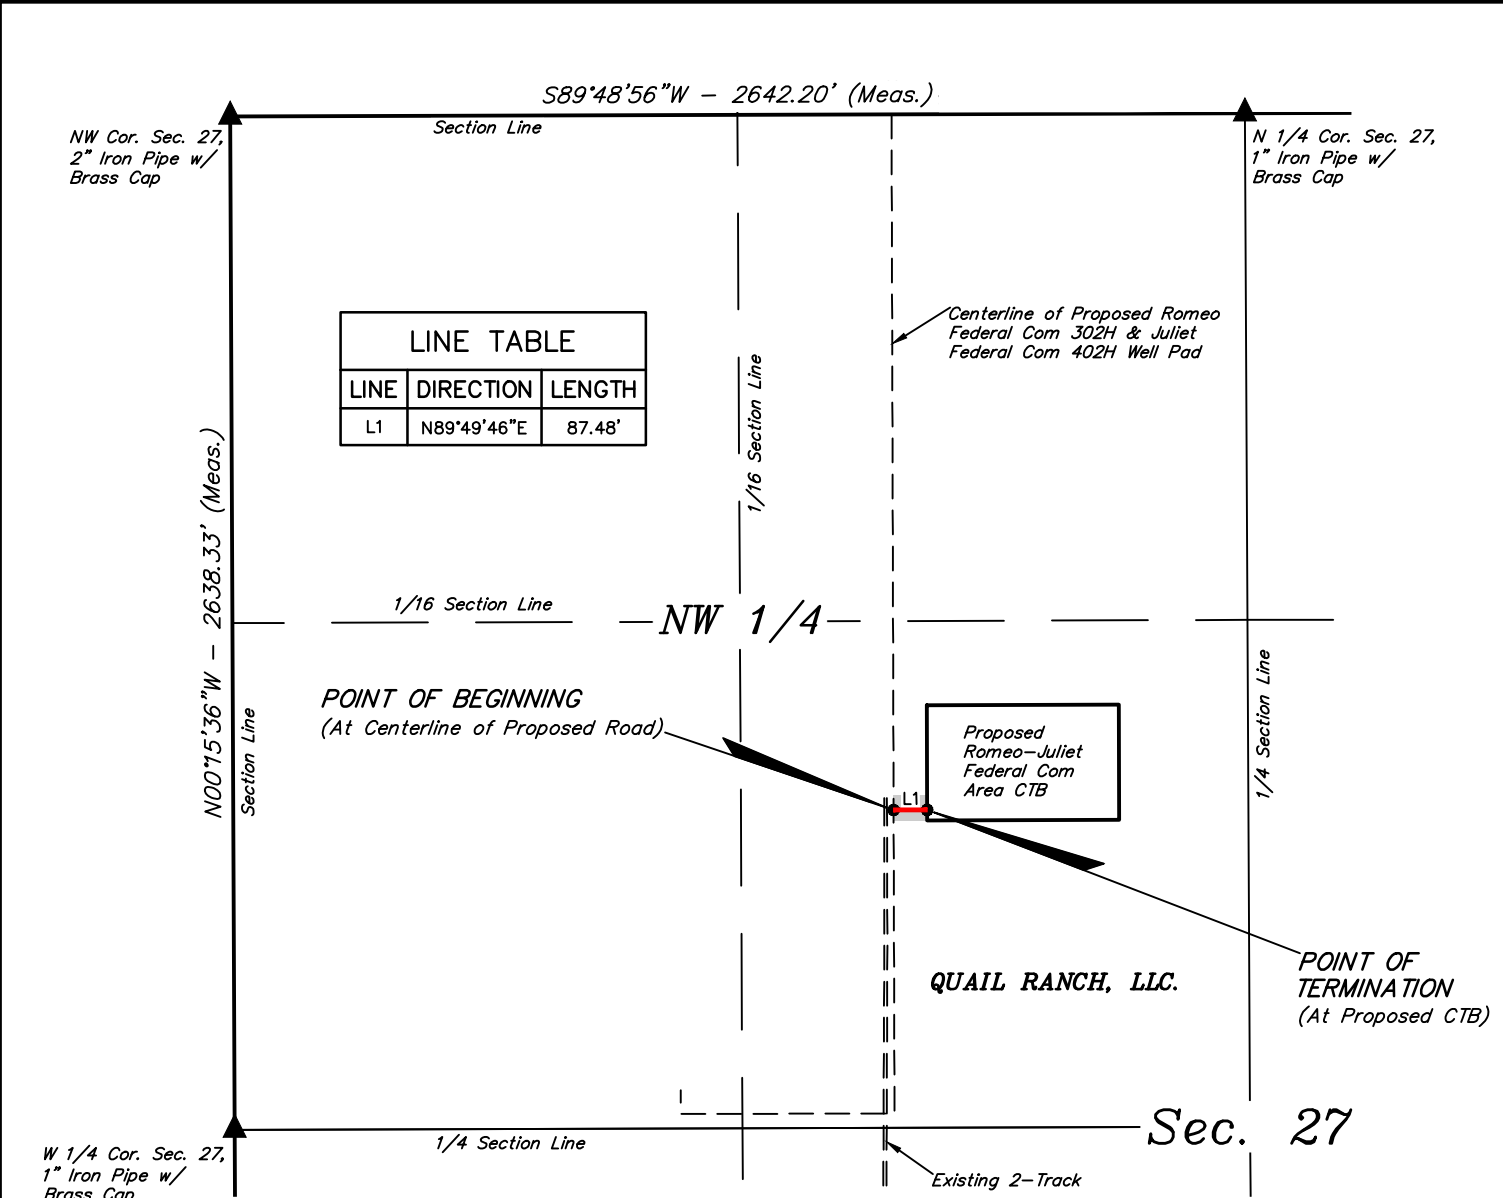 S89°48'56"W - 2642.20' (Meas.)
Section Line
NW Cor. Sec. 27,
2" Iron Pipe w/
Brass Cap
N 1/4 Cor. Sec. 27,
1" Iron Pipe w/
Brass Cap
Centerline of Proposed Romeo
Federal Com 302H & Juliet
Federal Com 402H Well Pad
LINE TABLE
LINE DIRECTION LENGTH
L1 N89°49'46"E 87.48'
1/16 Section Line
N00°15'36"W - 2638.33' (Meas.)
Section Line
1/16 Section Line
NW 1/4
1/4 Section Line
POINT OF BEGINNING
(At Centerline of Proposed Road)
Proposed
Romeo-Juliet
Federal Com
Area CTB
L1
QUAIL RANCH, LLC.
POINT OF
TERMINATION
(At Proposed CTB)
Sec. 27
1/4 Section Line
W 1/4 Cor. Sec. 27,
1" Iron Pipe w/
Brass Cap
Existing 2-Track